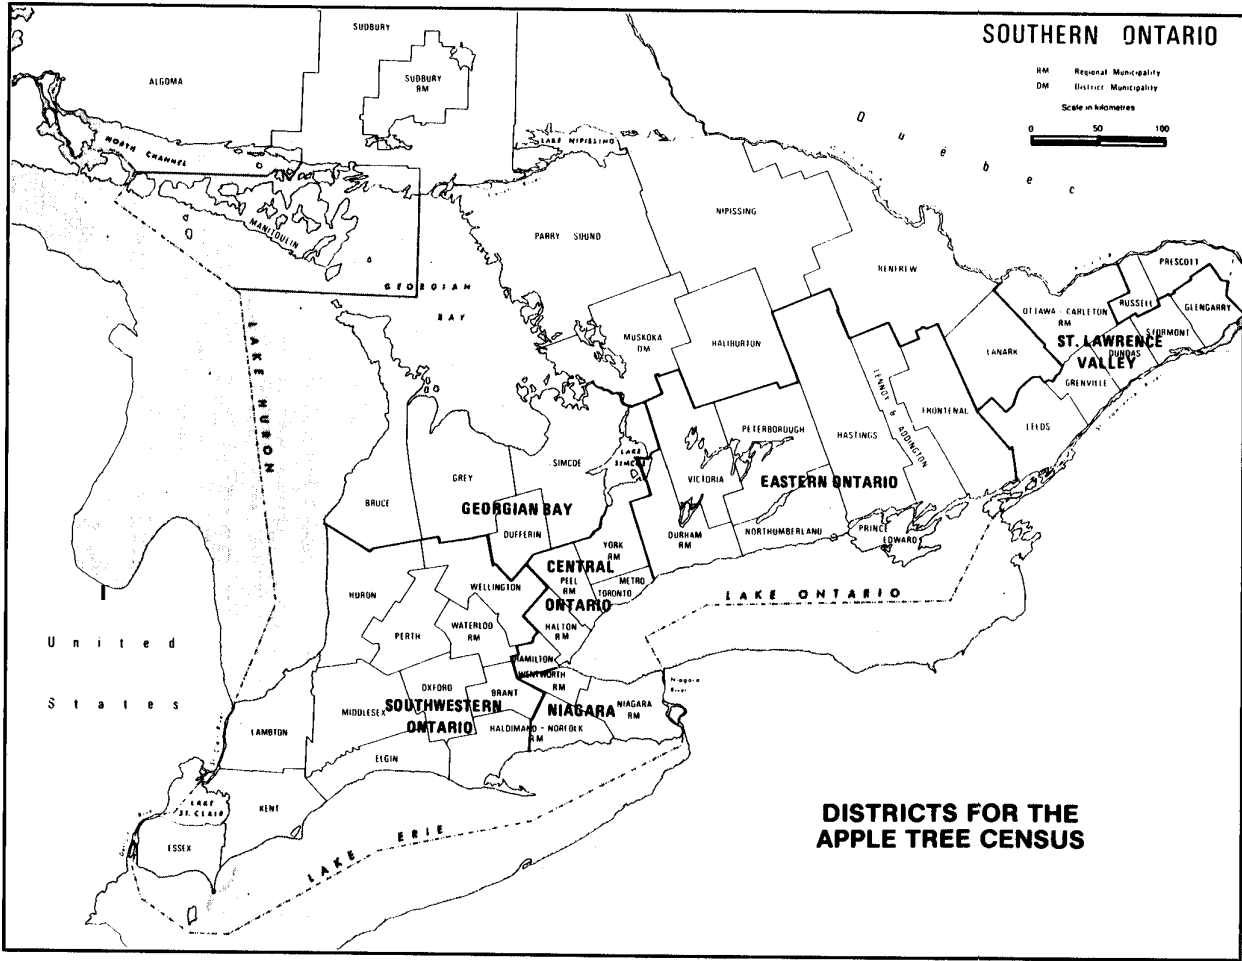 SOUTHERN ONTARIO
RM Regional Municipality
DM District Municipality
Scale in kilometres
0 50 100
SUDBURY
ALGOMA
SUDBURY
RM
Québec
NORTH CHANNEL
LAKE NIPISSING
MANITOULIN
NIPISSING
PARRY SOUND
RENFREW
PRESCOTT
GEORGIAN
BAY
OTTAWA - CARLETON
RM
RUSSELL
GLENGARRY
STORMONT
DUNDAS
ST. LAWRENCE
VALLEY
GRENVILLE
LANARK
LEEDS
MUSKOKA
DM
HALIBURTON
LAKE HURON
LENNOX & ADDINGTON
FRONTENAC
HASTINGS
PETERBOROUGH
VICTORIA
EASTERN ONTARIO
LAKE
SIMCOE
SIMCOE
GREY
BRUCE
GEORGIAN BAY
DUFFERIN
DURHAM
RM
NORTHUMBERLAND
PRINCE
EDWARD
YORK
RM
CENTRAL
ONTARIO
PEEL
RM
METRO
TORONTO
HALTON
RM
WELLINGTON
HURON
PERTH
WATERLOO
RM
LAKE ONTARIO
United
States
HAMILTON
WENTWORTH
RM
OXFORD
BRANT
SOUTHWESTERN
ONTARIO
MIDDLESEX
NIAGARA
NIAGARA
RM
Niagara
River
HALDIMAND - NORFOLK
RM
LAMBTON
ELGIN
KENT
LAKE
ST. CLAIR
ESSEX
LAKE ERIE
DISTRICTS FOR THE
APPLE TREE CENSUS